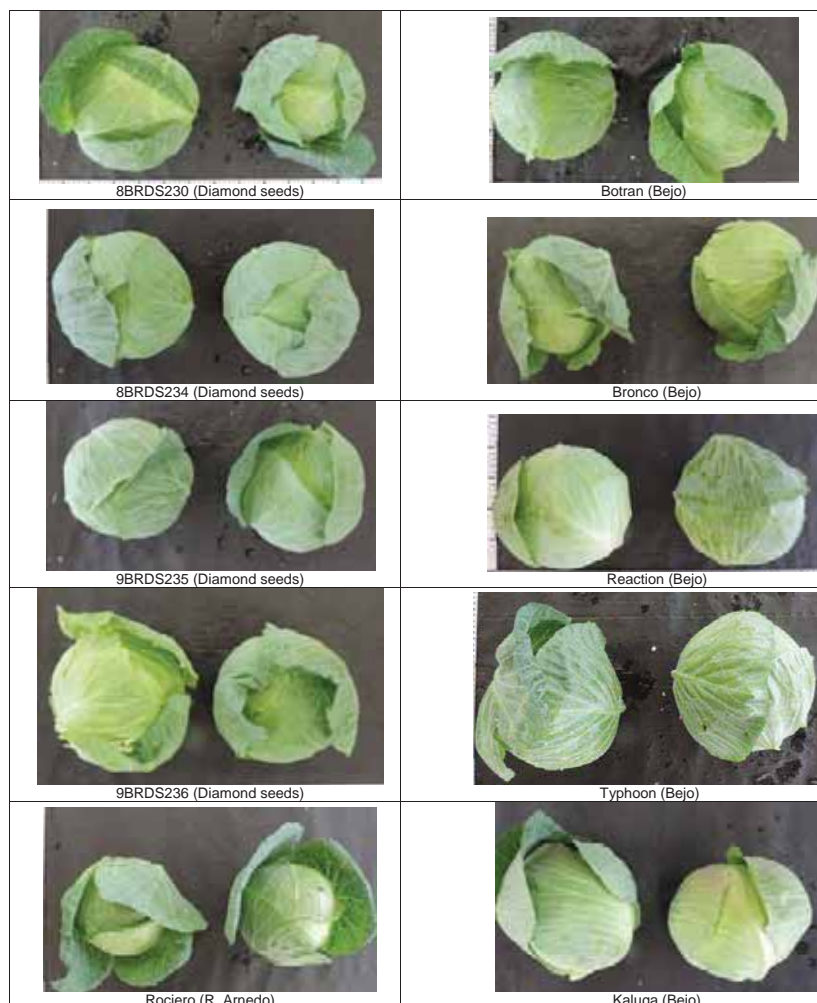 8BRDS230 (Diamond seeds)
Botran (Bejo)
8BRDS234 (Diamond seeds)
Bronco (Bejo)
9BRDS235 (Diamond seeds)
Reaction (Bejo)
9BRDS236 (Diamond seeds)
Typhoon (Bejo)
Rociero (R. Arnedo)
Kaluga (Bejo)